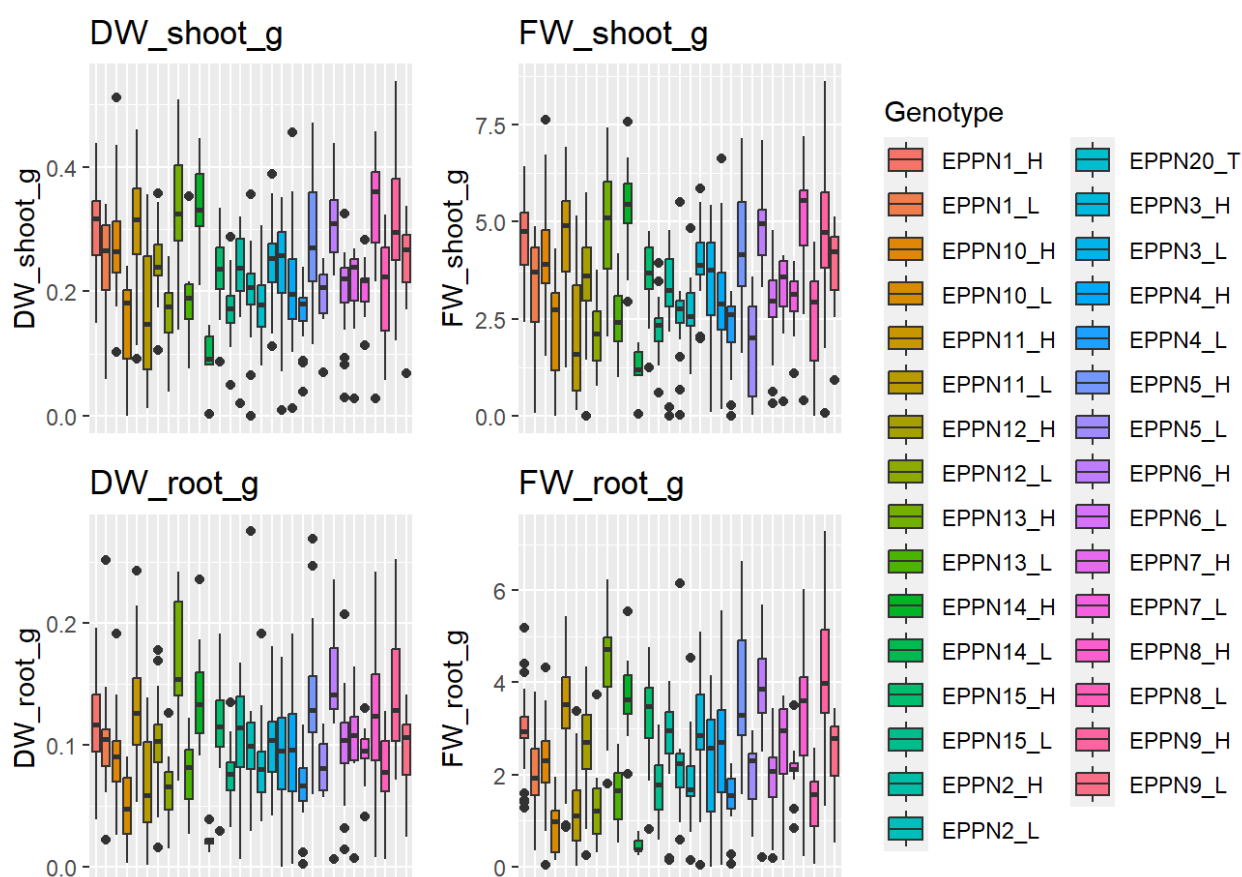 DW_shoot_g
DW_shoot_g
0.4
0.2
0.0
FW_shoot_g
FW_shoot_g
7.5
5.0
2.5
0.0
DW_root_g
DW_root_g
0.2
0.1
0.0
FW_root_g
FW_root_g
6
4
2
0
Genotype
EPPN1_H
EPPN1_L
EPPN10_H
EPPN10_L
EPPN11_H
EPPN11_L
EPPN12_H
EPPN12_L
EPPN13_H
EPPN13_L
EPPN14_H
EPPN14_L
EPPN15_H
EPPN15_L
EPPN2_H
EPPN2_L
EPPN20_T
EPPN3_H
EPPN3_L
EPPN4_H
EPPN4_L
EPPN5_H
EPPN5_L
EPPN6_H
EPPN6_L
EPPN7_H
EPPN7_L
EPPN8_H
EPPN8_L
EPPN9_H
EPPN9_L